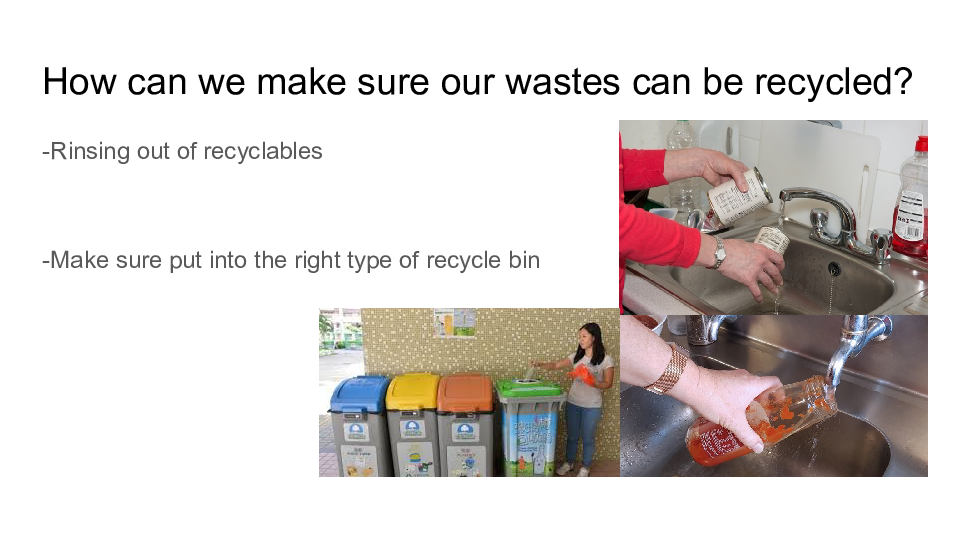 How can we make sure our wastes can be recycled?
-Rinsing out of recyclables
-Make sure put into the right type of recycle bin